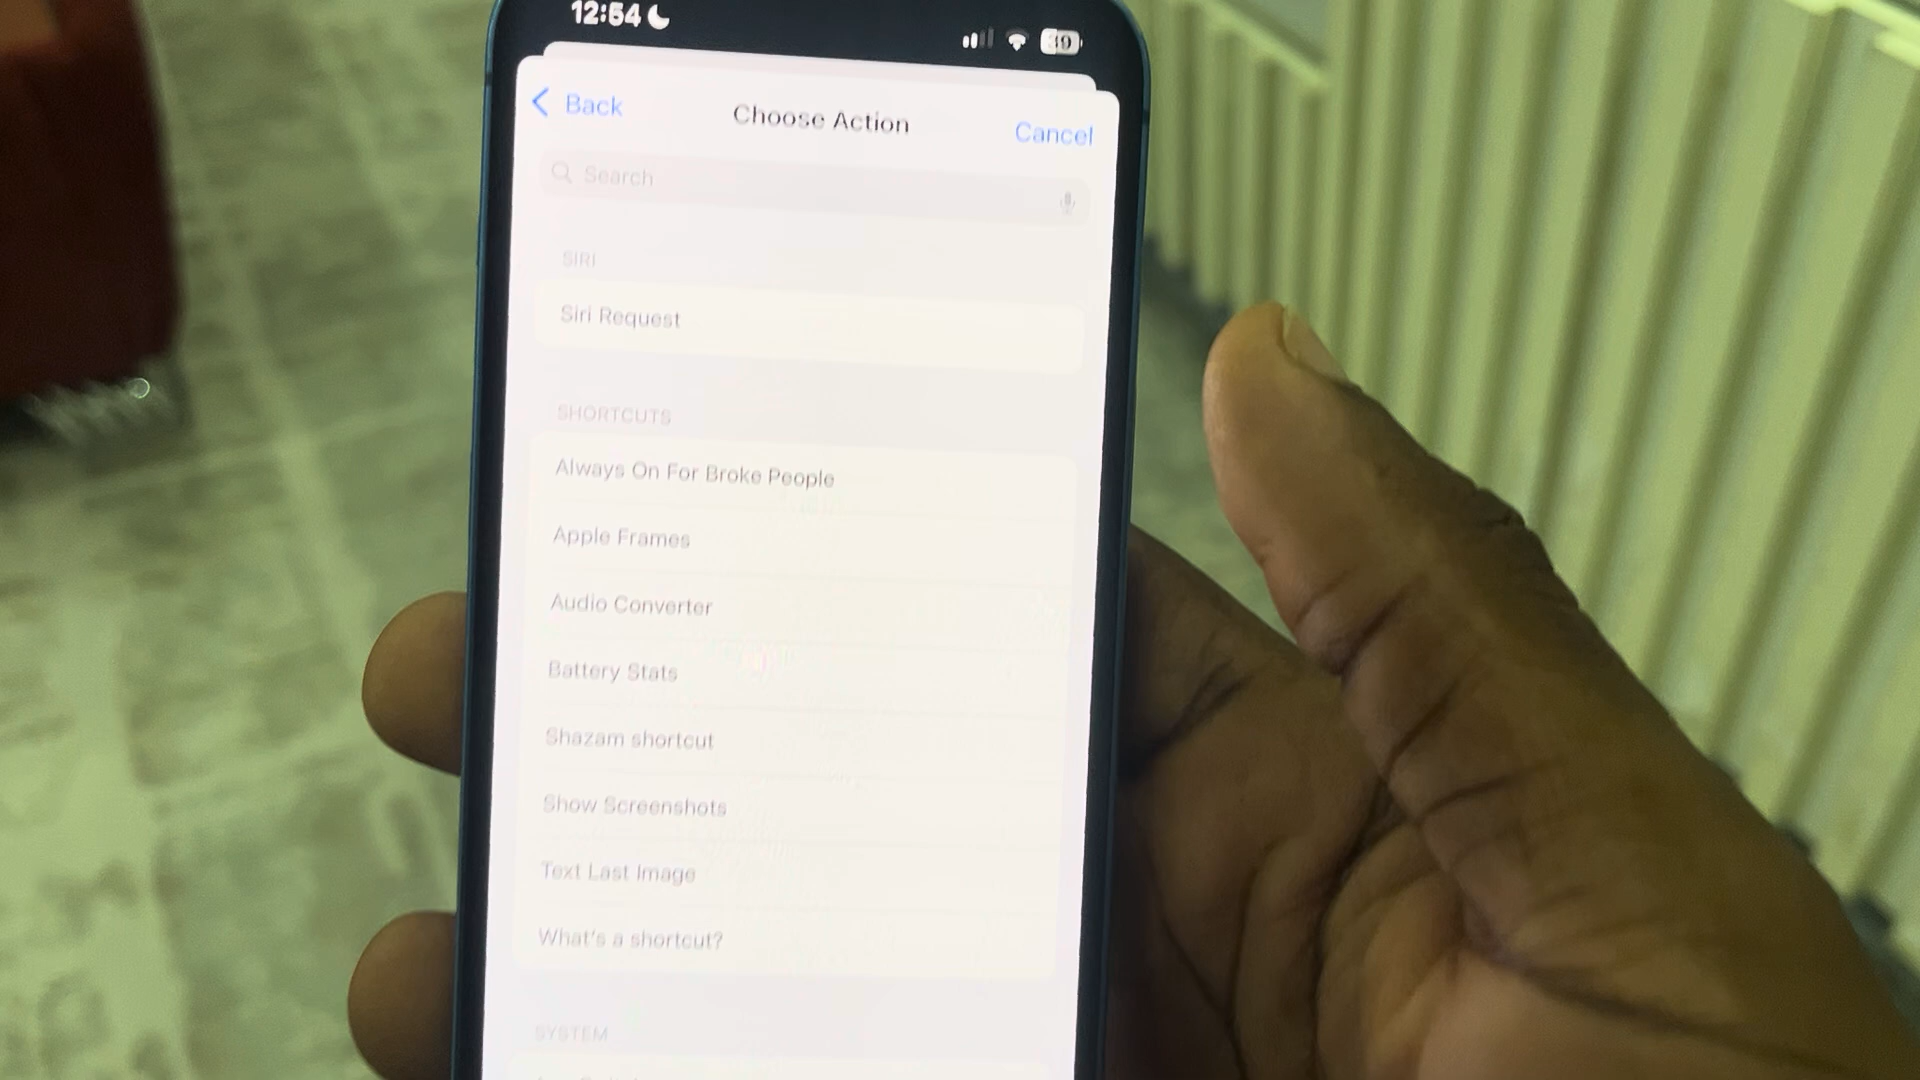 12:54
39
Back
Choose Action
Cancel
Search
SIRI
Siri Request
SHORTCUTS
Always On For Broke People
Apple Frames
Audio Converter
Battery Stats
Shazam shortcut
Show Screenshots
Text Last Image
What's a shortcut?
SYSTEM